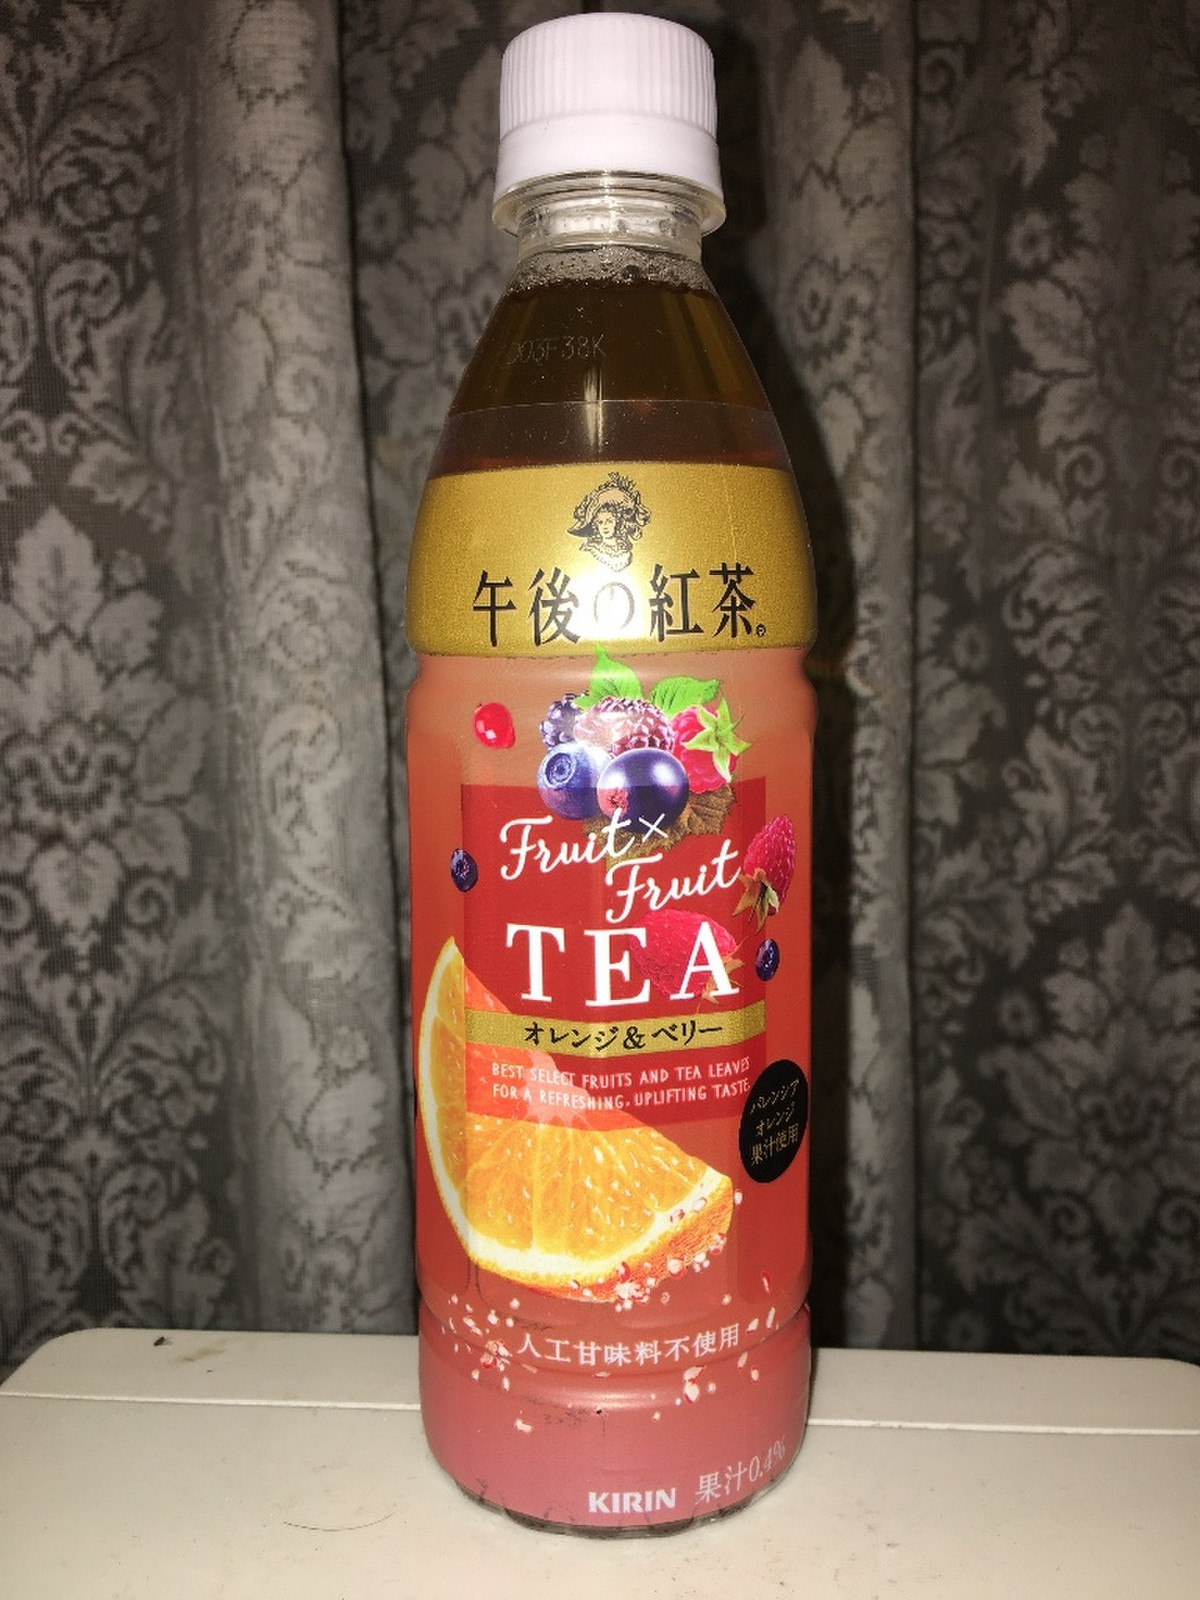 午後の紅茶
Fruit×
Fruit
TEA
オレンジ&ベリー
BEST SELECT FRUITS AND TEA LEAVES
FOR A REFRESHING, UPLIFTING TASTE.
バレンシア
オレンジ
果汁使用
人工甘味料不使用
KIRIN 果汁0.4%